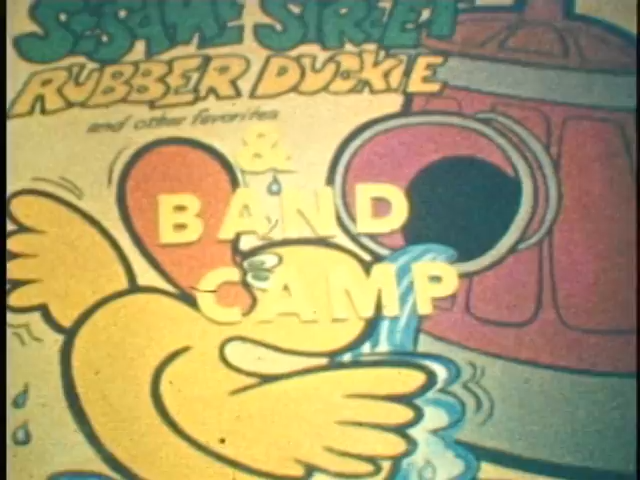 SESAME STREET
RUBBER DUCKIE
and other favorites
&
BAND
CAMP